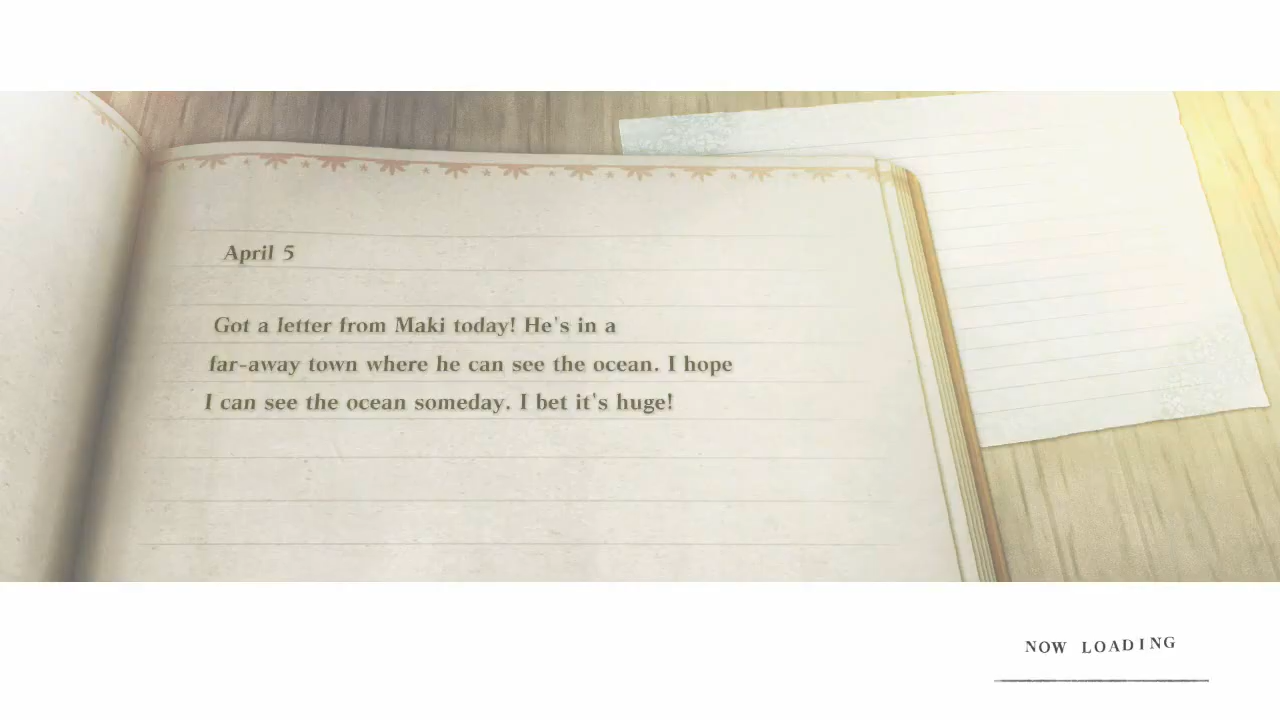 April 5
Got a letter from Maki today! He's in a
far-away town where he can see the ocean. I hope
I can see the ocean someday. I bet it's huge!
NOW LOADING